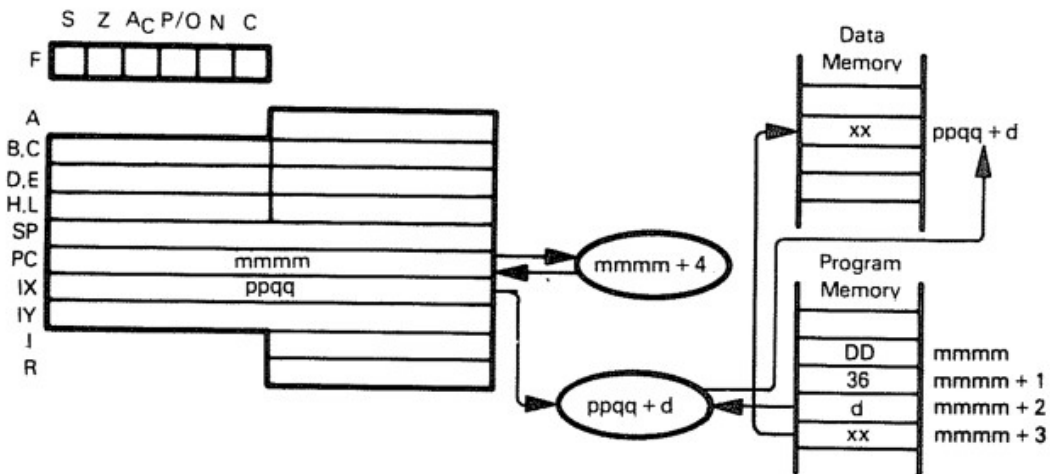 S Z AC P/O N C
F
A
B,C
D,E
H,L
SP
PC mmmm
IX ppqq
IY
I
R
mmmm + 4
ppqq + d
Data
Memory
xx ppqq + d
Program
Memory
DD mmmm
36 mmmm + 1
d mmmm + 2
xx mmmm + 3